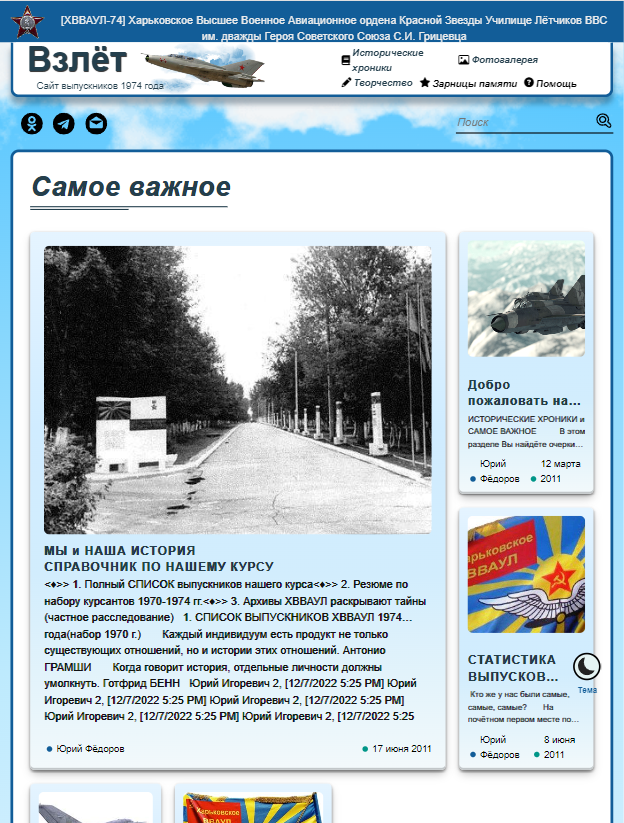 [ХВВАУЛ-74] Харьковское Высшее Военное Авиационное ордена Красной Звезды Училище Лётчиков ВВС
им. дважды Героя Советского Союза С.И. Грицевца
Взлёт
Сайт выпускников 1974 года
Исторические
хроники
Фотогалерея
Творчество
Зарницы памяти
Помощь
Поиск
Самое важное
МЫ и НАША ИСТОРИЯ
СПРАВОЧНИК ПО НАШЕМУ КУРСУ
<♦>> 1. Полный СПИСОК выпускников нашего курса<♦>> 2. Резюме по
набору курсантов 1970-1974 гг.<♦>> 3. Архивы ХВВАУЛ раскрывают тайны
(частное расследование) 1. СПИСОК ВЫПУСКНИКОВ ХВВАУЛ 1974...
года(набор 1970 г.) Каждый индивидуум есть продукт не только
существующих отношений, но и истории этих отношений. Антонио
ГРАМШИ Когда говорит история, отдельные личности должны
умолкнуть. Готфрид БЕНН Юрий Игоревич 2, [12/7/2022 5:25 PM] Юрий
Игоревич 2, [12/7/2022 5:25 PM] Юрий Игоревич 2, [12/7/2022 5:25 PM]
Юрий Игоревич 2, [12/7/2022 5:25 PM] Юрий Игоревич 2, [12/7/2022 5:25
Юрий Фёдоров
17 июня 2011
Добро
пожаловать на...
ИСТОРИЧЕСКИЕ ХРОНИКИ и
САМОЕ ВАЖНОЕ В этом
разделе Вы найдёте очерки...
Юрий
Фёдоров
12 марта
2011
арьковское
ВВАУЛ
СТАТИСТИКА
ВЫПУСКОВ...
Кто же у нас были самые,
самые, самые? На
почётном первом месте по...
Юрий
Фёдоров
8 июня
2011
Тема